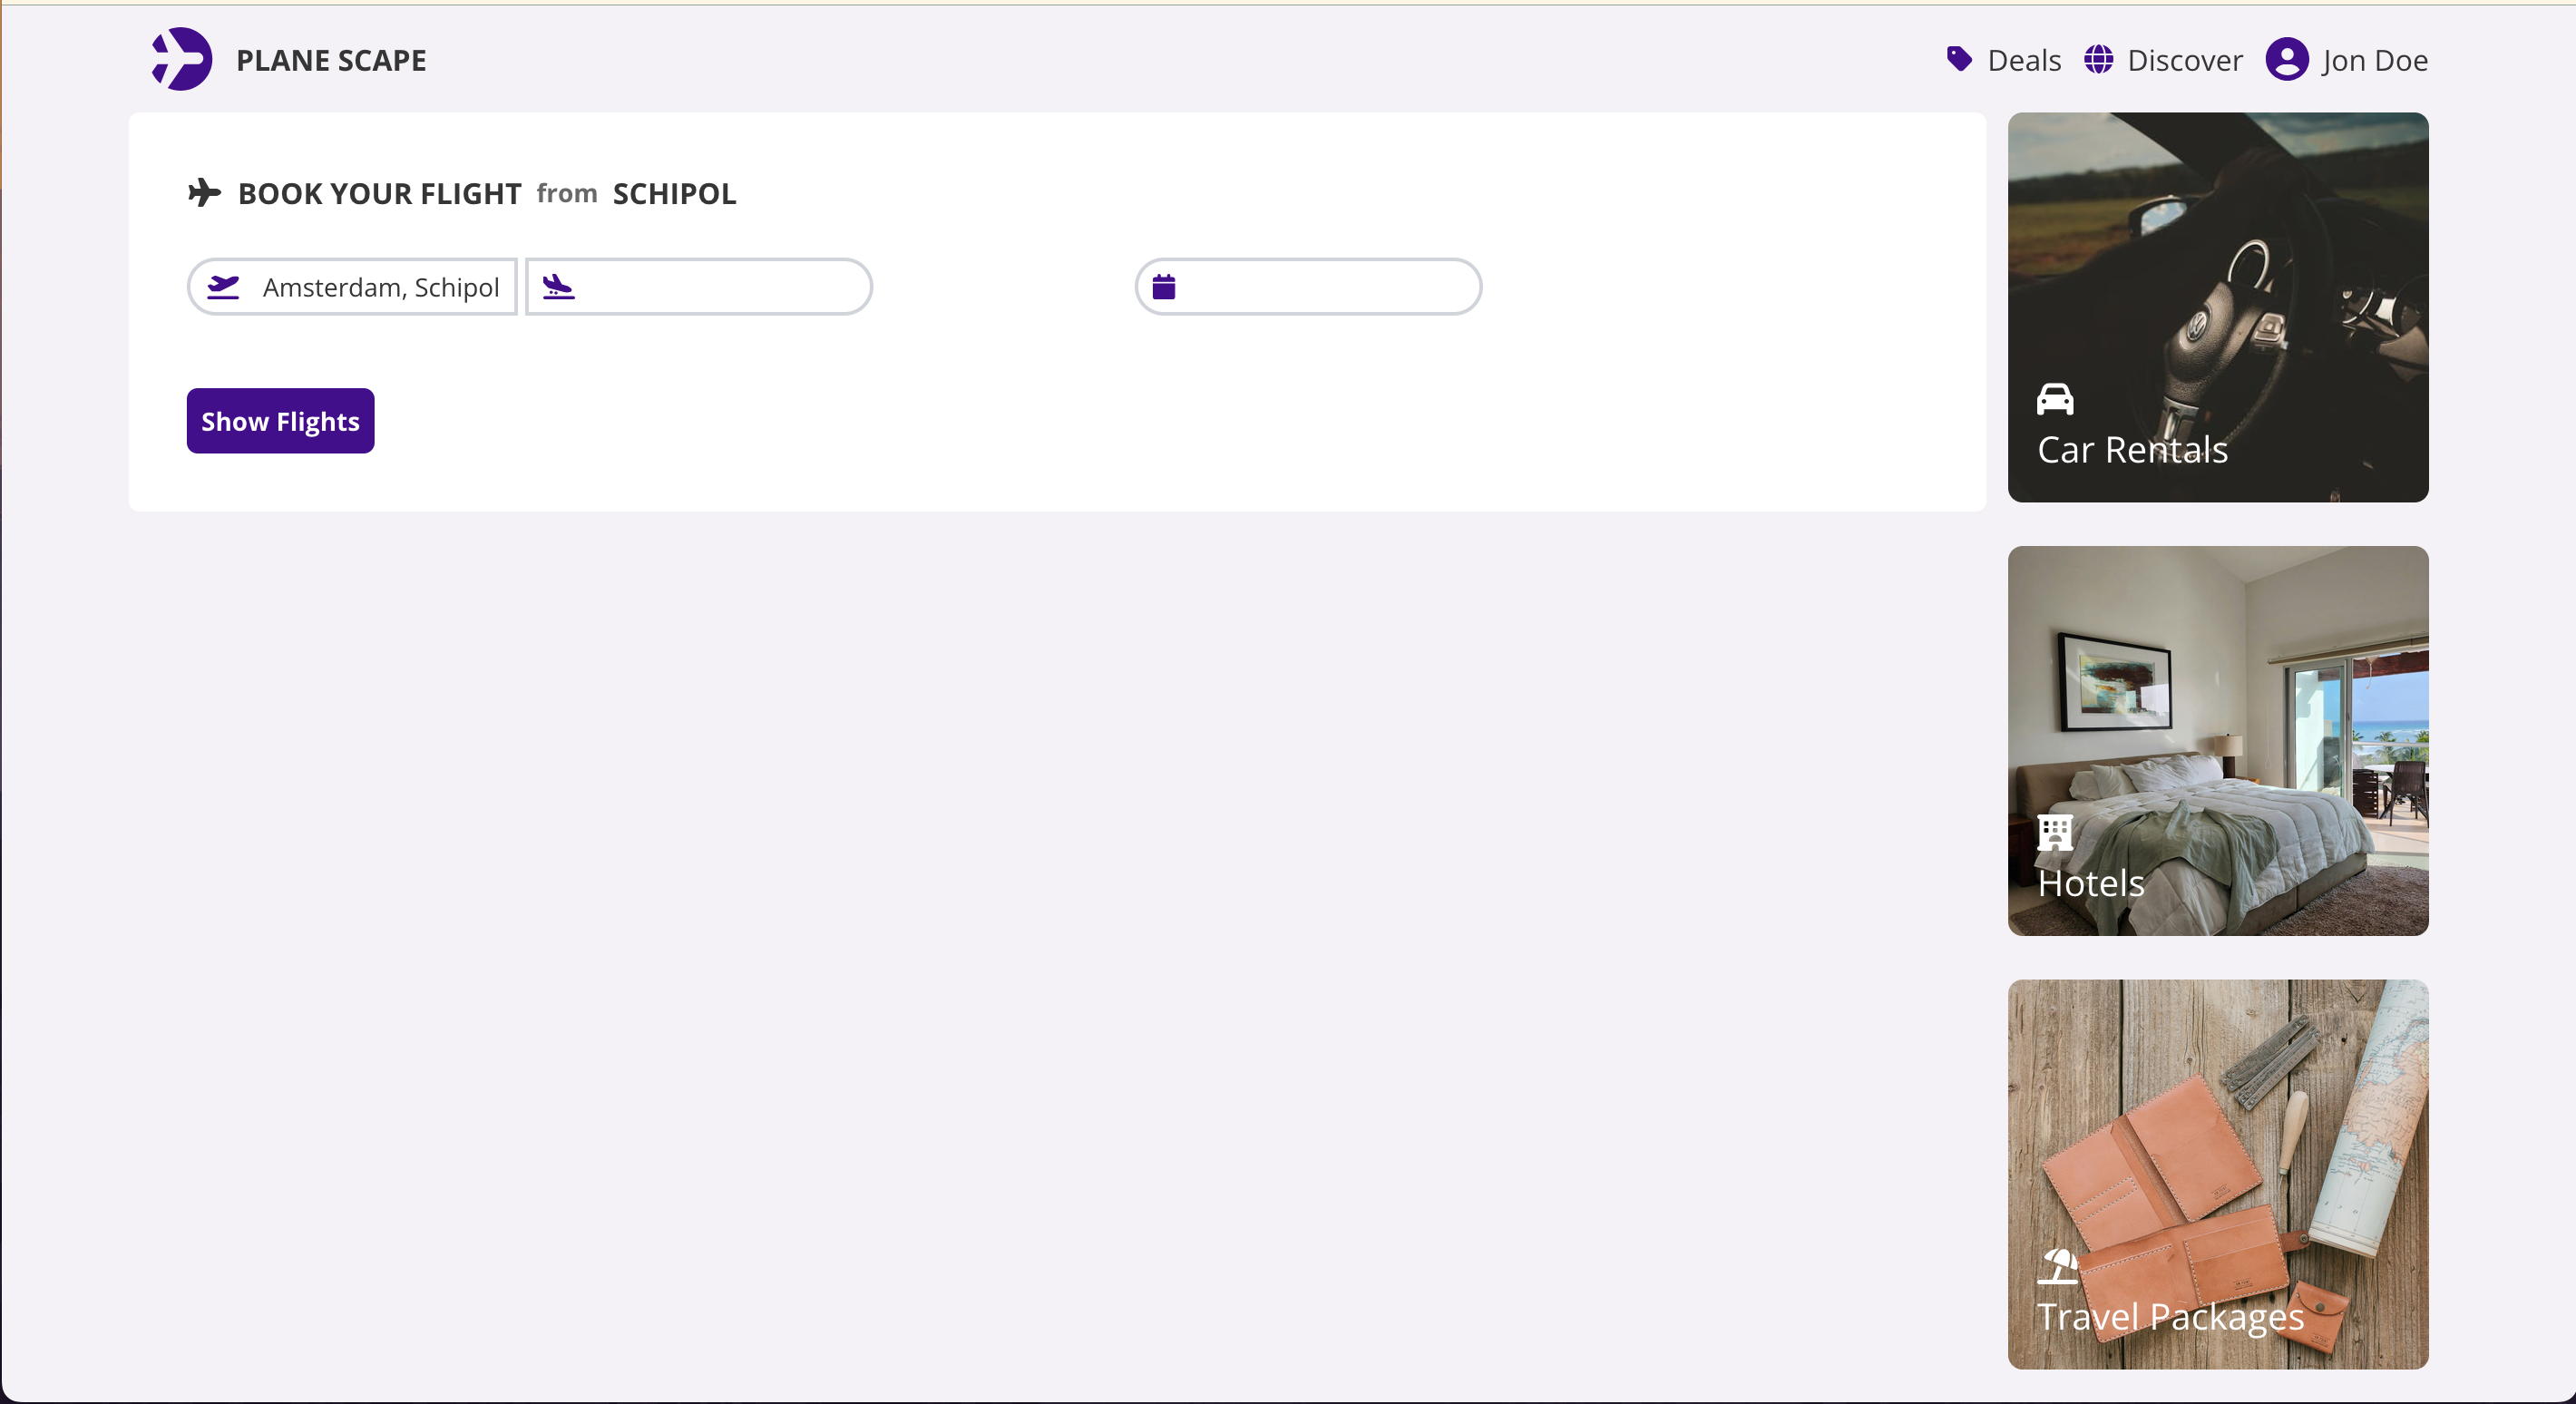 PLANE SCAPE
Deals
Discover
Jon Doe
BOOK YOUR FLIGHT from SCHIPOL
Amsterdam, Schipol
Show Flights
Car Rentals
Hotels
Travel Packages